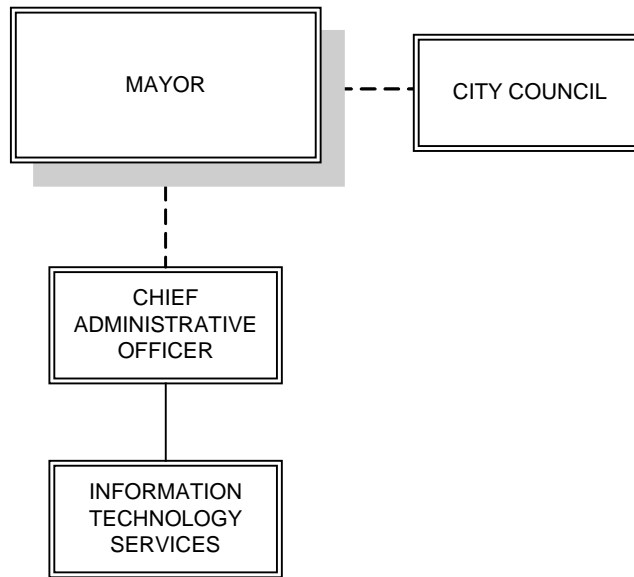 MAYOR
CITY COUNCIL
CHIEF
ADMINISTRATIVE
OFFICER
INFORMATION
TECHNOLOGY
SERVICES